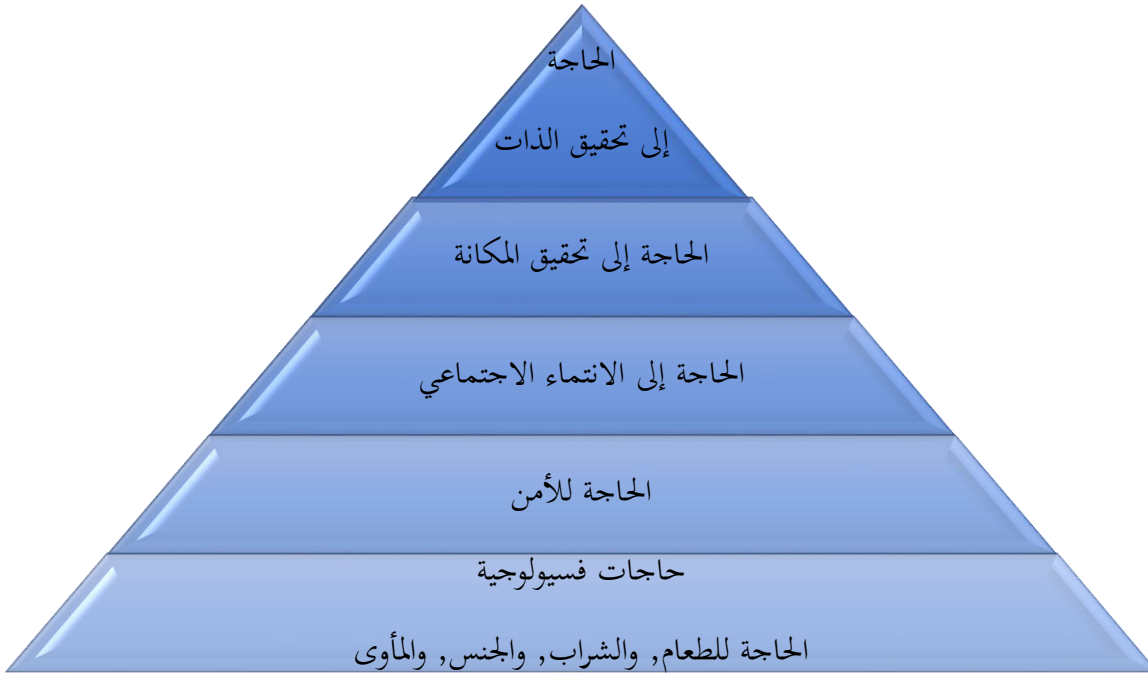 الحاجة
إلى تحقيق الذات
الحاجة إلى تحقيق المكانة
الحاجة إلى الانتماء الاجتماعي
الحاجة للأمن
حاجات فسيولوجية
الحاجة للطعام, والشراب, والجنس, والمأوى